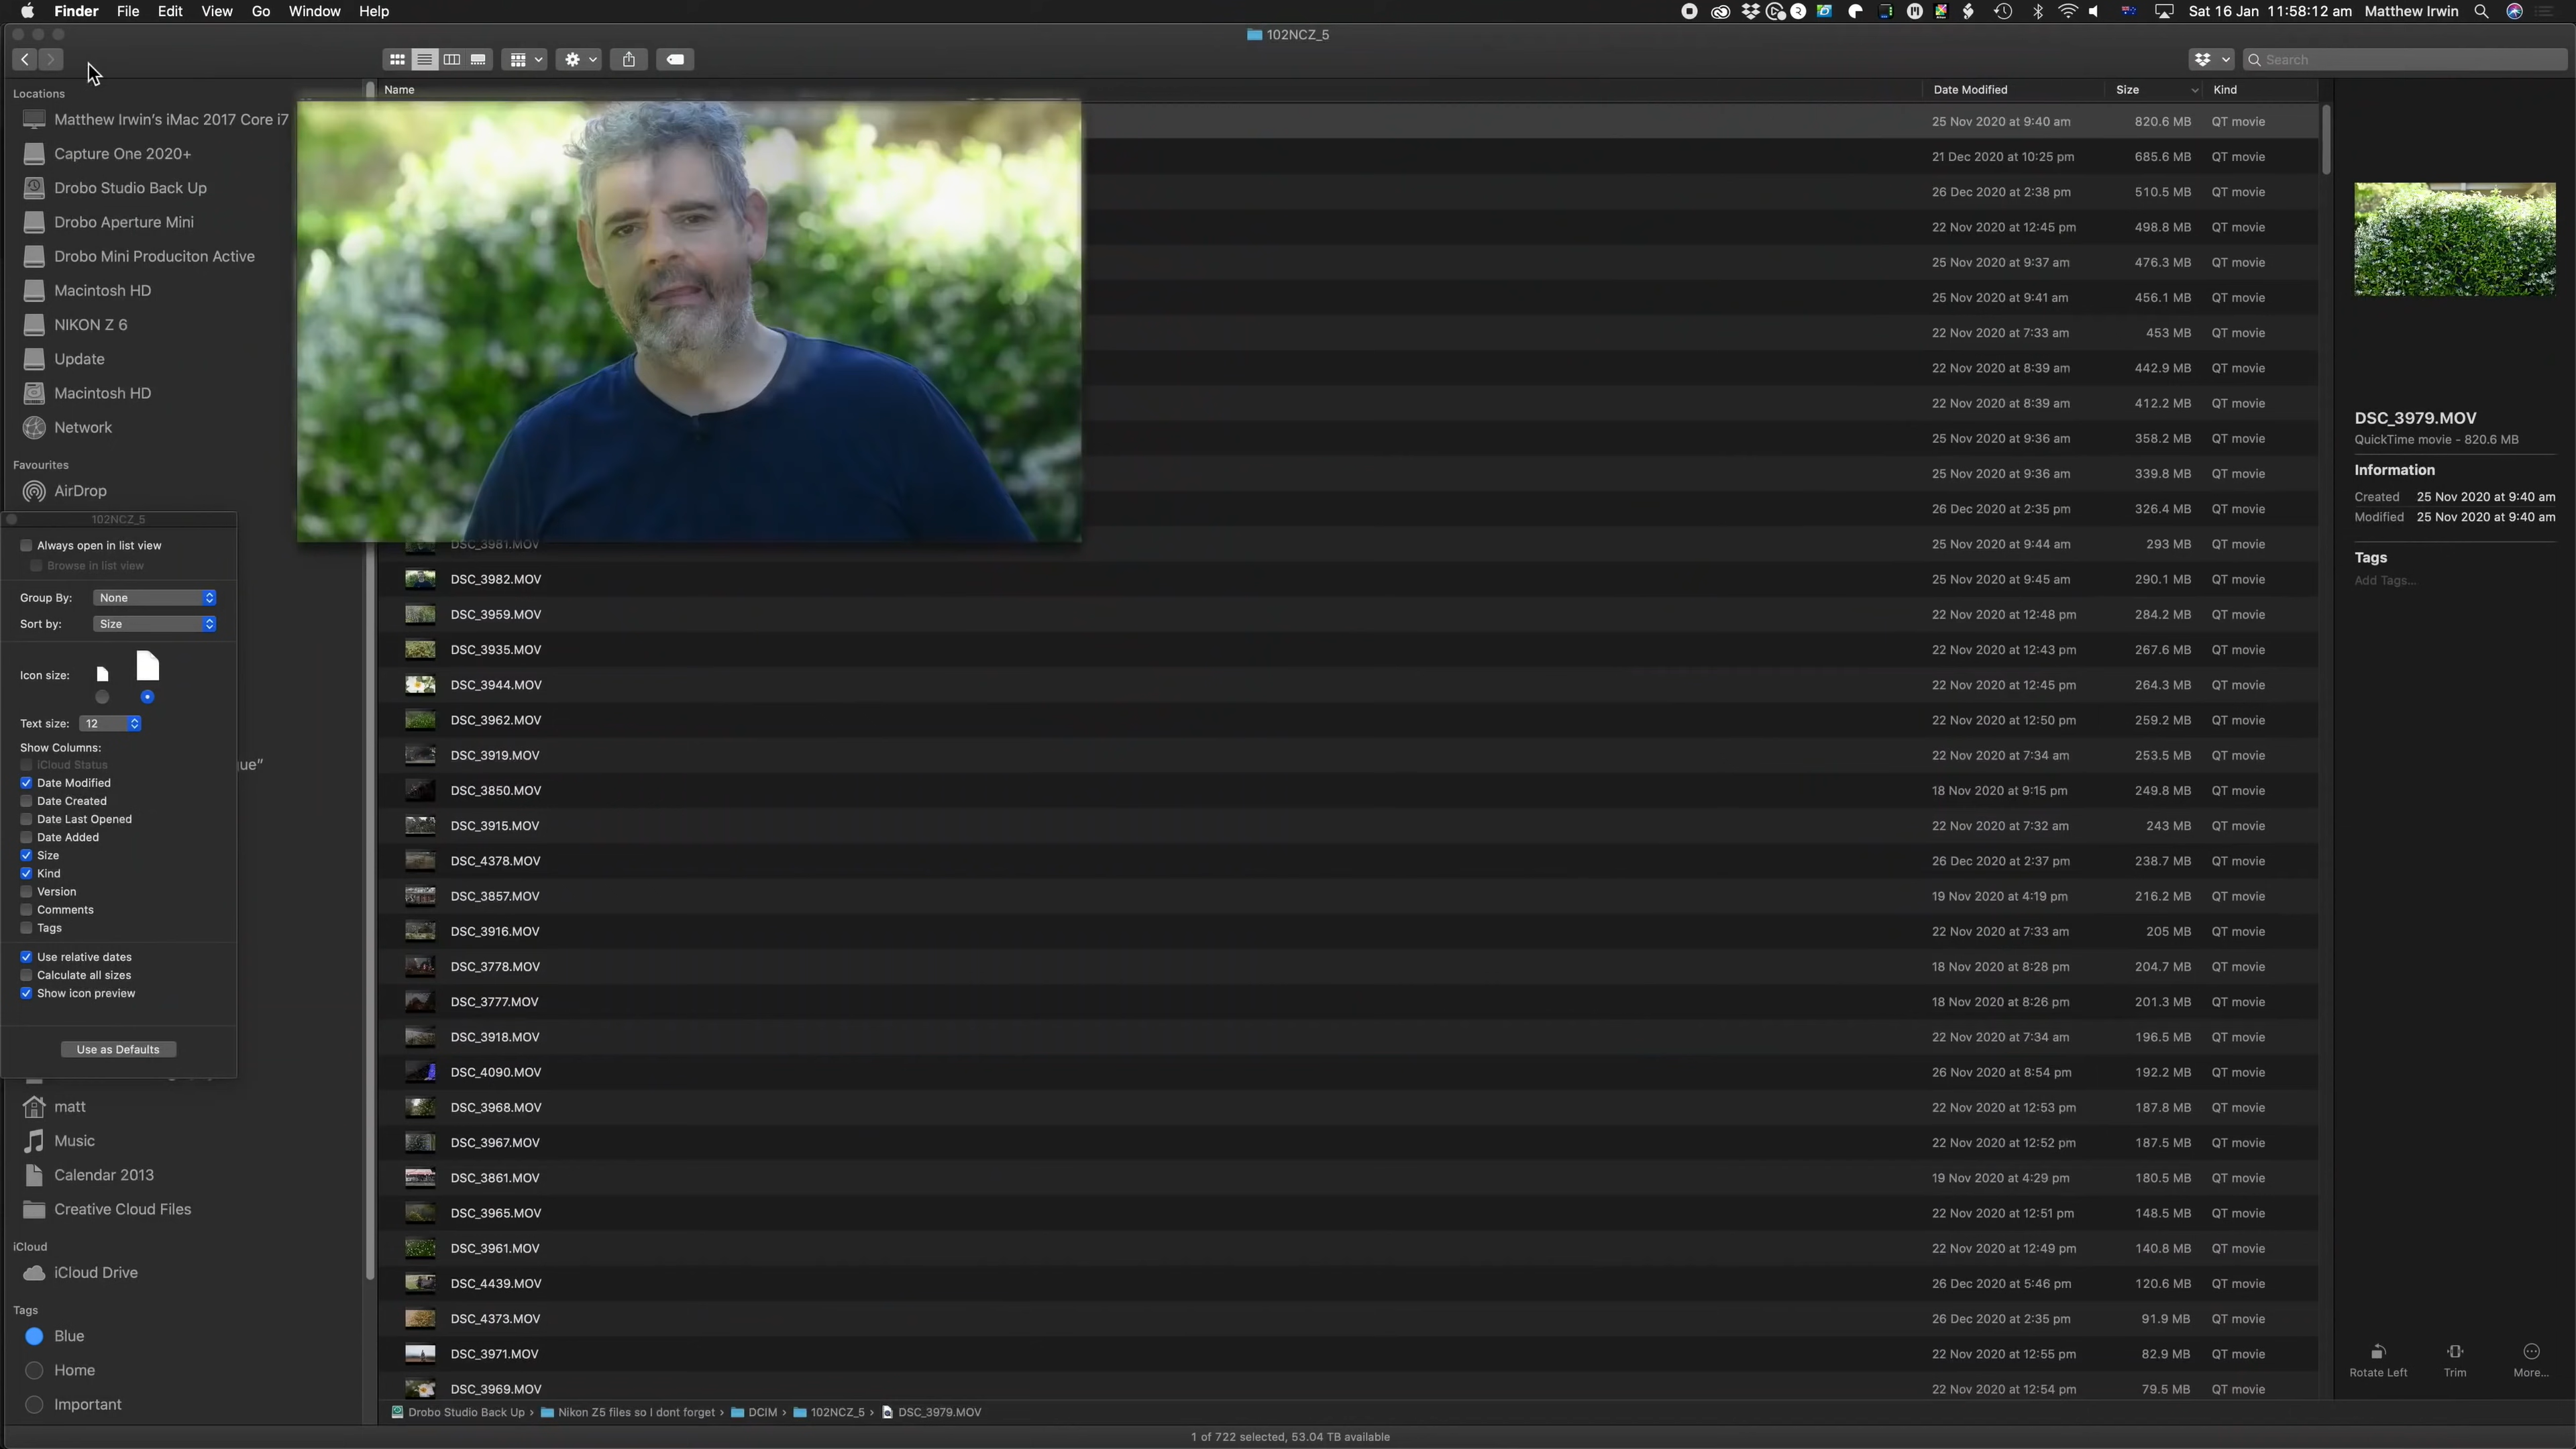 Finder File Edit View Go Window Help
Sat 16 Jan 11:58:12 am Matthew Irwin
102NCZ_5
Search
Locations
Matthew Irwin's iMac 2017 Core i7
Capture One 2020+
Drobo Studio Back Up
Drobo Aperture Mini
Drobo Mini Produciton Active
Macintosh HD
NIKON Z 6
Update
Macintosh HD
Network
Favourites
AirDrop
102NCZ_5
Always open in list view
Browse in list view
Group By: None
Sort by: Size
Icon size:
Text size: 12
Show Columns:
iCloud Status
Date Modified
Date Created
Date Last Opened
Date Added
Size
Kind
Version
Comments
Tags
Use relative dates
Calculate all sizes
Show icon preview
Use as Defaults
ue"
matt
Music
Calendar 2013
Creative Cloud Files
iCloud
iCloud Drive
Tags
Blue
Home
Important
Name Date Modified Size Kind
25 Nov 2020 at 9:40 am 820.6 MB QT movie
21 Dec 2020 at 10:25 pm 685.6 MB QT movie
26 Dec 2020 at 2:38 pm 510.5 MB QT movie
22 Nov 2020 at 12:45 pm 498.8 MB QT movie
25 Nov 2020 at 9:37 am 476.3 MB QT movie
25 Nov 2020 at 9:41 am 456.1 MB QT movie
22 Nov 2020 at 7:33 am 453 MB QT movie
22 Nov 2020 at 8:39 am 442.9 MB QT movie
22 Nov 2020 at 8:39 am 412.2 MB QT movie
25 Nov 2020 at 9:36 am 358.2 MB QT movie
25 Nov 2020 at 9:36 am 339.8 MB QT movie
26 Dec 2020 at 2:35 pm 326.4 MB QT movie
DSC_3981.MOV 25 Nov 2020 at 9:44 am 293 MB QT movie
DSC_3982.MOV 25 Nov 2020 at 9:45 am 290.1 MB QT movie
DSC_3959.MOV 22 Nov 2020 at 12:48 pm 284.2 MB QT movie
DSC_3935.MOV 22 Nov 2020 at 12:43 pm 267.6 MB QT movie
DSC_3944.MOV 22 Nov 2020 at 12:45 pm 264.3 MB QT movie
DSC_3962.MOV 22 Nov 2020 at 12:50 pm 259.2 MB QT movie
DSC_3919.MOV 22 Nov 2020 at 7:34 am 253.5 MB QT movie
DSC_3850.MOV 18 Nov 2020 at 9:15 pm 249.8 MB QT movie
DSC_3915.MOV 22 Nov 2020 at 7:32 am 243 MB QT movie
DSC_4378.MOV 26 Dec 2020 at 2:37 pm 238.7 MB QT movie
DSC_3857.MOV 19 Nov 2020 at 4:19 pm 216.2 MB QT movie
DSC_3916.MOV 22 Nov 2020 at 7:33 am 205 MB QT movie
DSC_3778.MOV 18 Nov 2020 at 8:28 pm 204.7 MB QT movie
DSC_3777.MOV 18 Nov 2020 at 8:26 pm 201.3 MB QT movie
DSC_3918.MOV 22 Nov 2020 at 7:34 am 196.5 MB QT movie
DSC_4090.MOV 26 Nov 2020 at 8:54 pm 192.2 MB QT movie
DSC_3968.MOV 22 Nov 2020 at 12:53 pm 187.8 MB QT movie
DSC_3967.MOV 22 Nov 2020 at 12:52 pm 187.5 MB QT movie
DSC_3861.MOV 19 Nov 2020 at 4:29 pm 180.5 MB QT movie
DSC_3965.MOV 22 Nov 2020 at 12:51 pm 148.5 MB QT movie
DSC_3961.MOV 22 Nov 2020 at 12:49 pm 140.8 MB QT movie
DSC_4439.MOV 26 Dec 2020 at 5:46 pm 120.6 MB QT movie
DSC_4373.MOV 26 Dec 2020 at 2:35 pm 91.9 MB QT movie
DSC_3971.MOV 22 Nov 2020 at 12:55 pm 82.9 MB QT movie
DSC_3969.MOV 22 Nov 2020 at 12:54 pm 79.5 MB QT movie
DSC_3979.MOV
QuickTime movie - 820.6 MB
Information
Created 25 Nov 2020 at 9:40 am
Modified 25 Nov 2020 at 9:40 am
Tags
Add Tags...
Rotate Left Trim More...
Drobo Studio Back Up › Nikon Z5 files so I dont forget › DCIM › 102NCZ_5 › DSC_3979.MOV
1 of 722 selected, 53.04 TB available